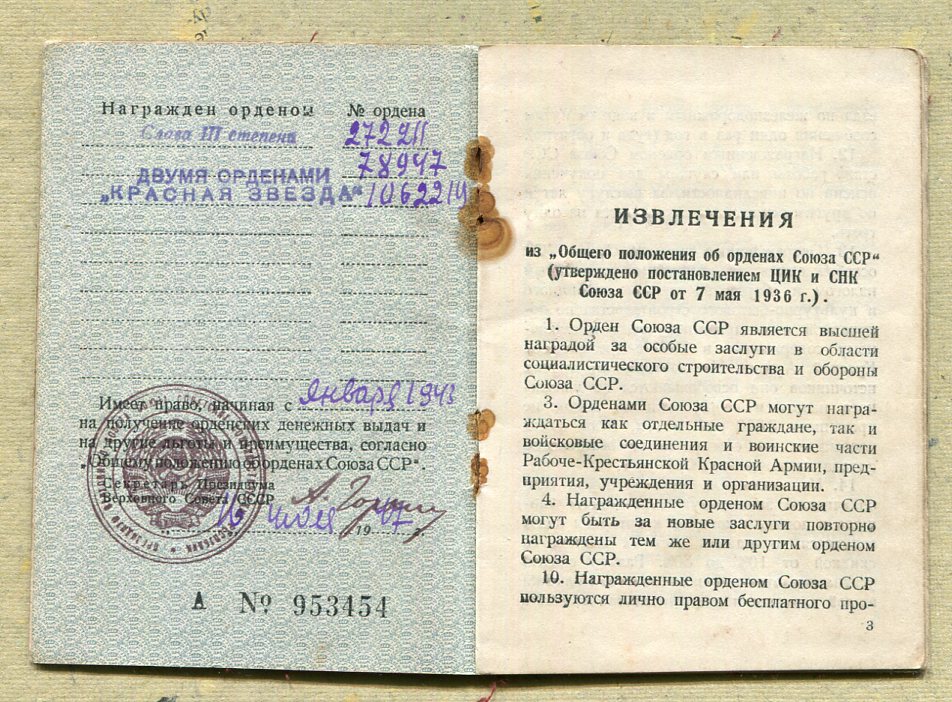 Награжден орденом № ордена
Слава III степени 272211
78947
ДВУМЯ ОРДЕНАМИ
„КРАСНАЯ ЗВЕЗДА“ 1062214
Имеет право, начиная с января 1943
на получение орденских денежных выдач и
на другие льготы и преимущества, согласно
„Общему положению об орденах Союза ССР“.
Секретарь Президиума
Верховного Совета СССР
А. Горкин
16 июля 1947 г.
А № 953454
ИЗВЛЕЧЕНИЯ
из „Общего положения об орденах Союза ССР“
(утверждено постановлением ЦИК и СНК
Союза ССР от 7 мая 1936 г.).
1. Орден Союза ССР является высшей
наградой за особые заслуги в области
социалистического строительства и обороны
Союза ССР.
3. Орденами Союза ССР могут награ-
ждаться как отдельные граждане, так и
войсковые соединения и воинские части
Рабоче-Крестьянской Красной Армии, пред-
приятия, учреждения и организации.
4. Награжденные орденом Союза ССР
могут быть за новые заслуги повторно
награждены тем же или другим орденом
Союза ССР.
10. Награжденные орденом Союза ССР
пользуются лично правом бесплатного про-
3